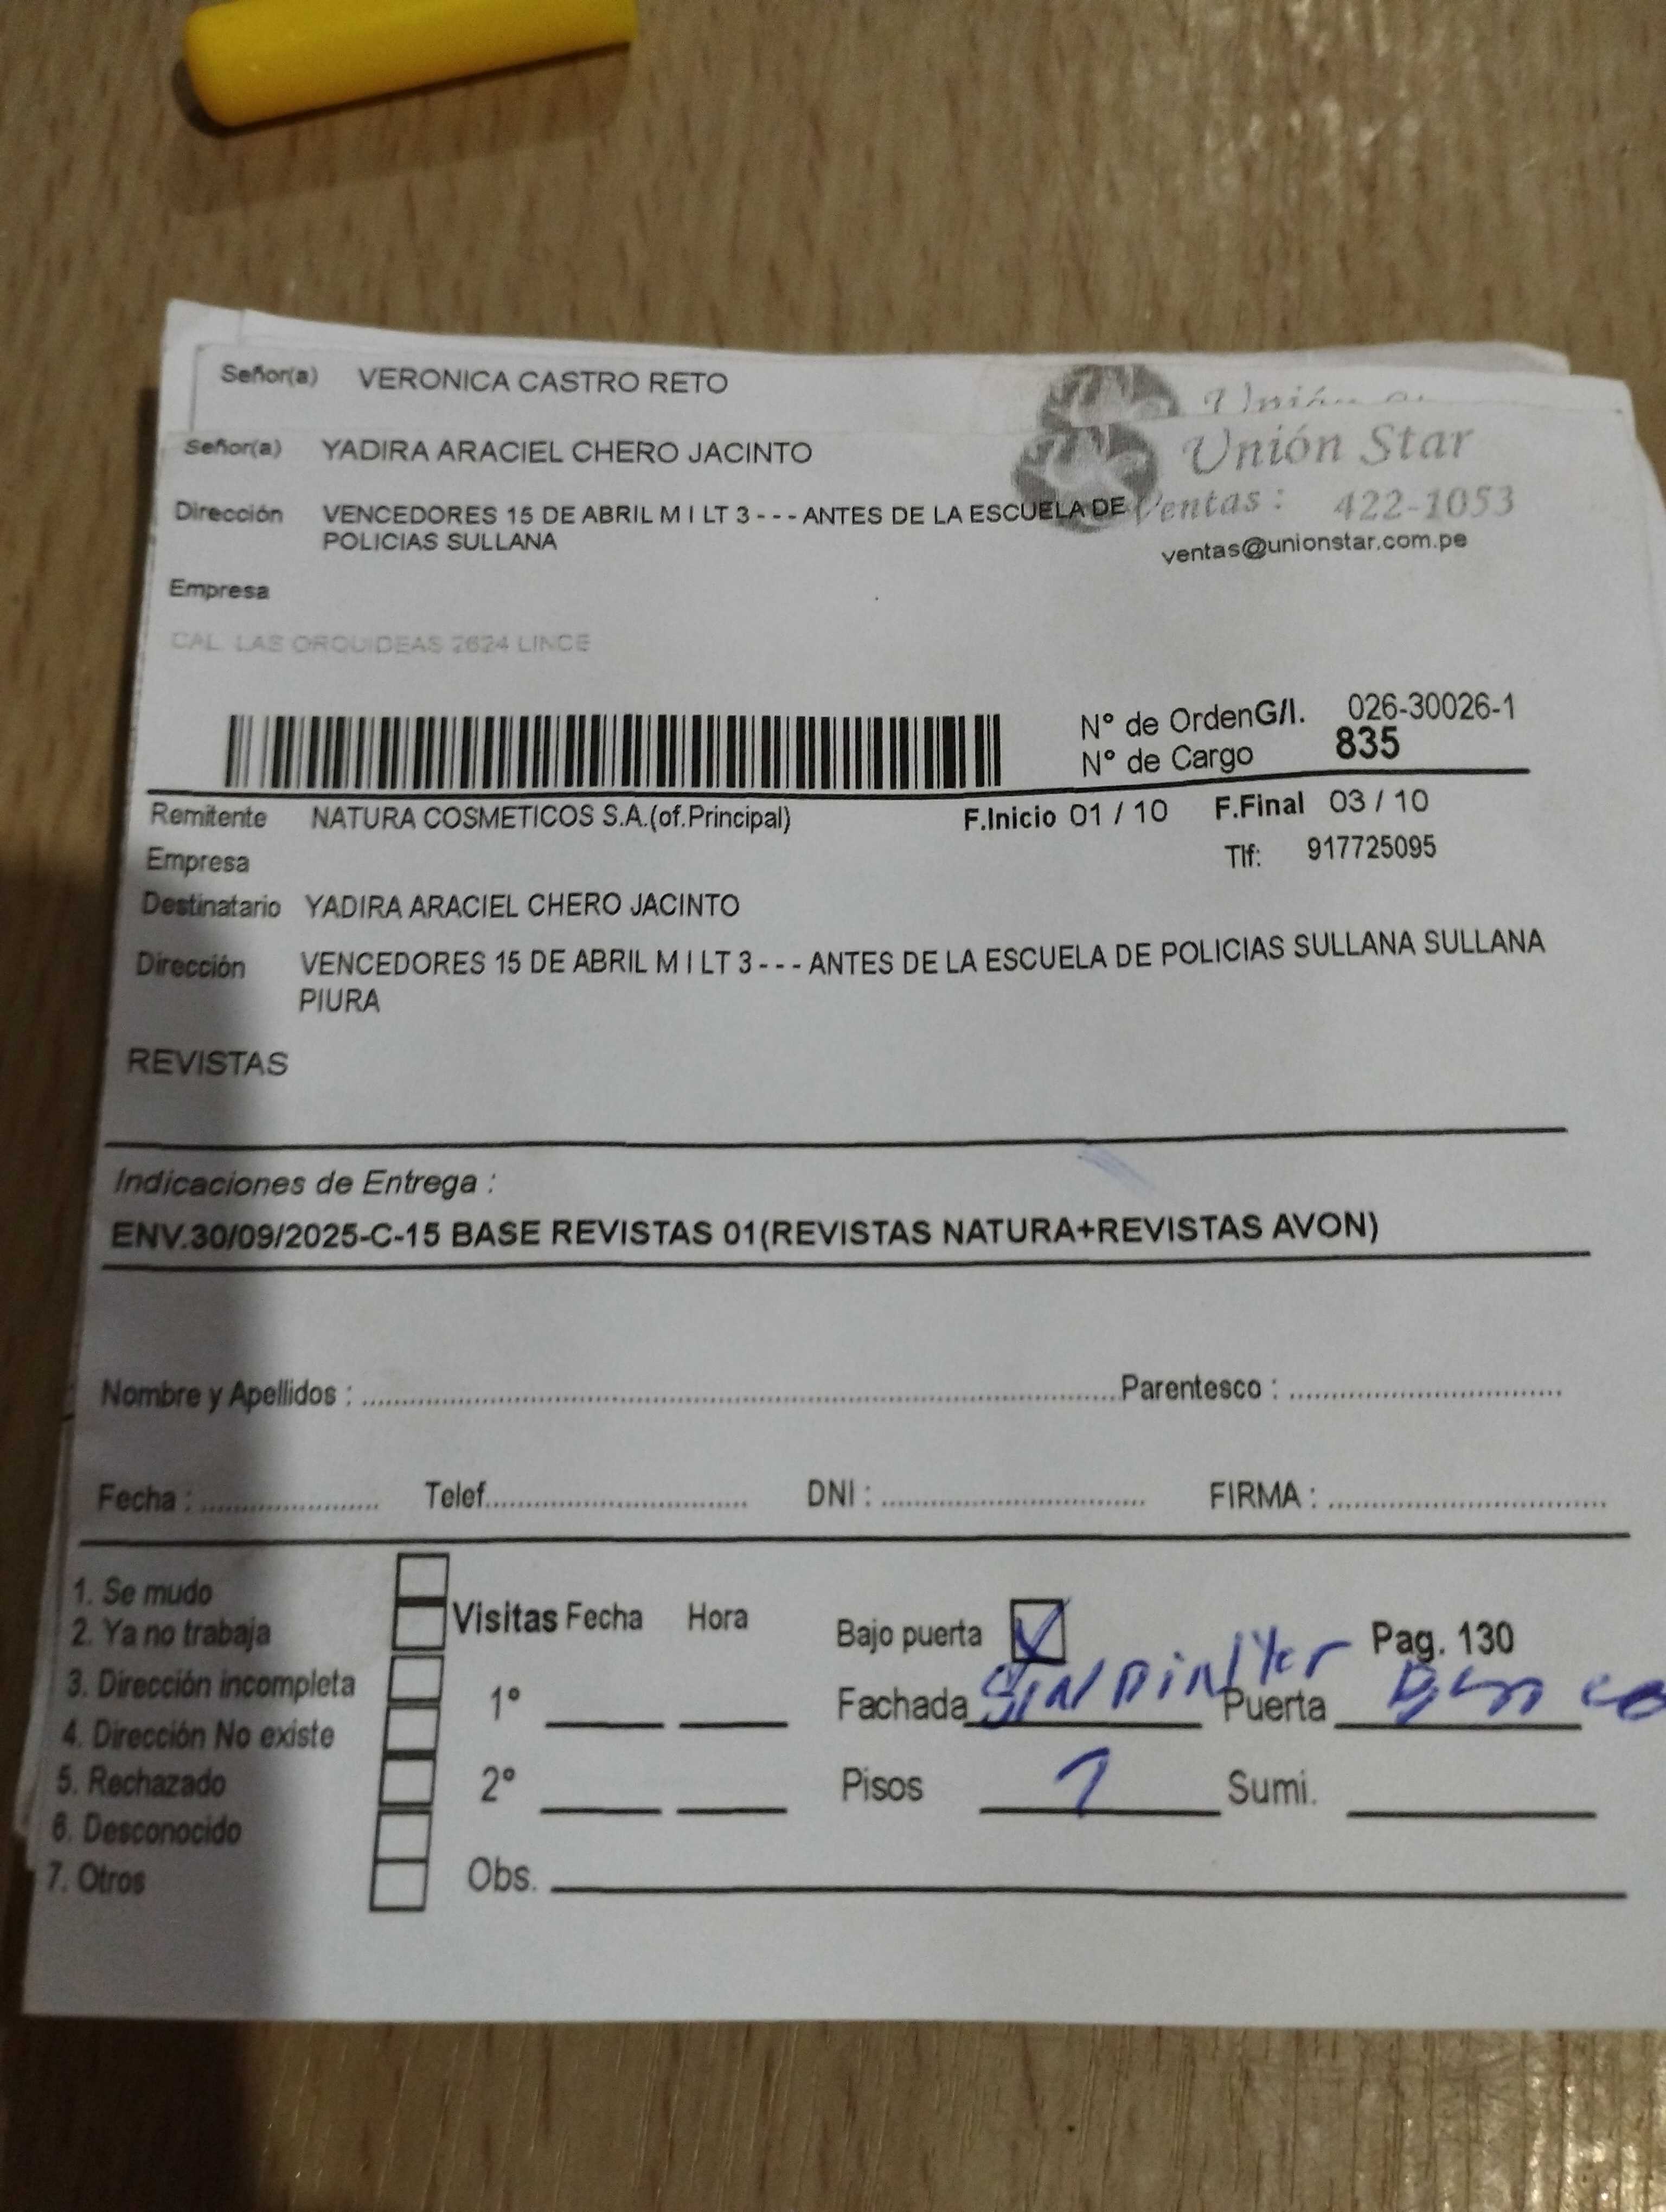 Señor(a) VERONICA CASTRO RETO
Señor(a) YADIRA ARACIEL CHERO JACINTO
Unión Star
Ventas: 422-1053
ventas@unionstar.com.pe
Dirección VENCEDORES 15 DE ABRIL M I LT 3 - - - ANTES DE LA ESCUELA DE
POLICIAS SULLANA
Empresa
CAL. LAS ORQUIDEAS 2624 LINCE
N° de OrdenG/I. 026-30026-1
N° de Cargo 835
Remitente NATURA COSMETICOS S.A.(of.Principal) F.Inicio 01 / 10 F.Final 03 / 10
Empresa Tlf: 917725095
Destinatario YADIRA ARACIEL CHERO JACINTO
Dirección VENCEDORES 15 DE ABRIL M I LT 3 - - - ANTES DE LA ESCUELA DE POLICIAS SULLANA SULLANA
PIURA
REVISTAS
Indicaciones de Entrega :
ENV.30/09/2025-C-15 BASE REVISTAS 01(REVISTAS NATURA+REVISTAS AVON)
Nombre y Apellidos : Parentesco :
Fecha : Telef. DNI : FIRMA :
1. Se mudo
2. Ya no trabaja
3. Dirección incompleta
4. Dirección No existe
5. Rechazado
6. Desconocido
7. Otros
Visitas Fecha Hora
1°
2°
Obs.
Bajo puerta Pag. 130
Fachada Sin Pintar Puerta
Pisos 1 Sumi.